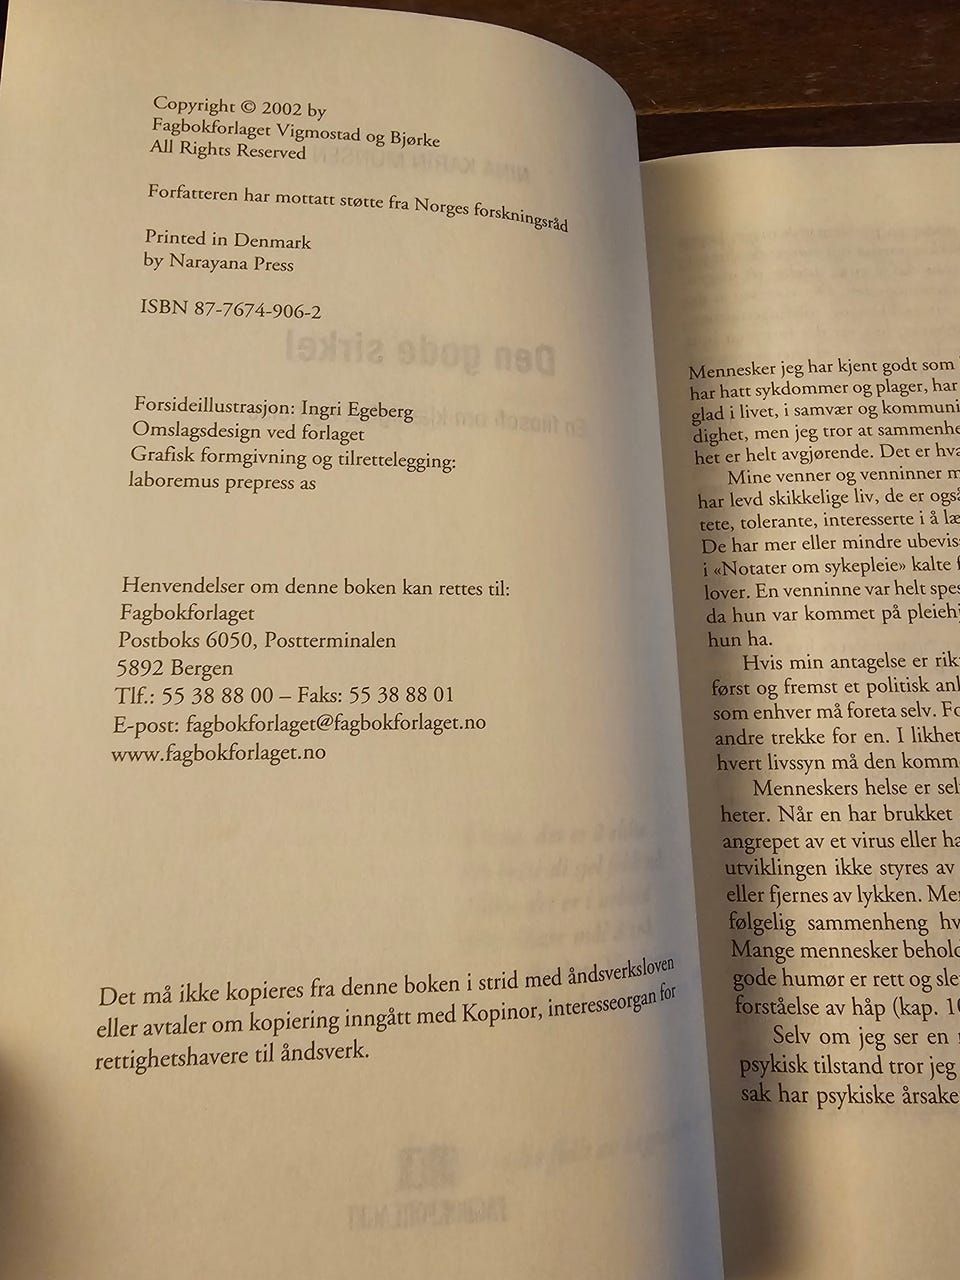 Copyright © 2002 by
Fagbokforlaget Vigmostad og Bjørke
All Rights Reserved
Forfatteren har mottatt støtte fra Norges forskningsråd
Printed in Denmark
by Narayana Press
ISBN 87-7674-906-2
Den gode sirkel
Forsideillustrasjon: Ingri Egeberg
Omslagsdesign ved forlaget
Grafisk formgivning og tilrettelegging:
laboremus prepress as
Henvendelser om denne boken kan rettes til:
Fagbokforlaget
Postboks 6050, Postterminalen
5892 Bergen
Tlf.: 55 38 88 00 – Faks: 55 38 88 01
E-post: fagbokforlaget@fagbokforlaget.no
www.fagbokforlaget.no
Det må ikke kopieres fra denne boken i strid med åndsverksloven
eller avtaler om kopiering inngått med Kopinor, interesseorgan for
rettighetshavere til åndsverk.
Mennesker jeg har kjent godt som
har hatt sykdommer og plager, har
glad i livet, i samvær og kommuni
dighet, men jeg tror at sammenhe
het er helt avgjørende. Det er hva
Mine venner og venninner m
har levd skikkelige liv, de er også
tete, tolerante, interesserte i å læ
De har mer eller mindre ubeviss
i «Notater om sykepleie» kalte f
lover. En venninne var helt spes
da hun var kommet på pleiehj
hun ha.
Hvis min antagelse er rik
først og fremst et politisk anl
som enhver må foreta selv. Fo
andre trekke for en. I likhet
hvert livssyn må den komm
Menneskers helse er sel
heter. Når en har brukket
angrepet av et virus eller ha
utviklingen ikke styres av
eller fjernes av lykken. Me
følgelig sammenheng hv
Mange mennesker behold
gode humør er rett og sle
forståelse av håp (kap. 10
Selv om jeg ser en
psykisk tilstand tror jeg
sak har psykiske årsake